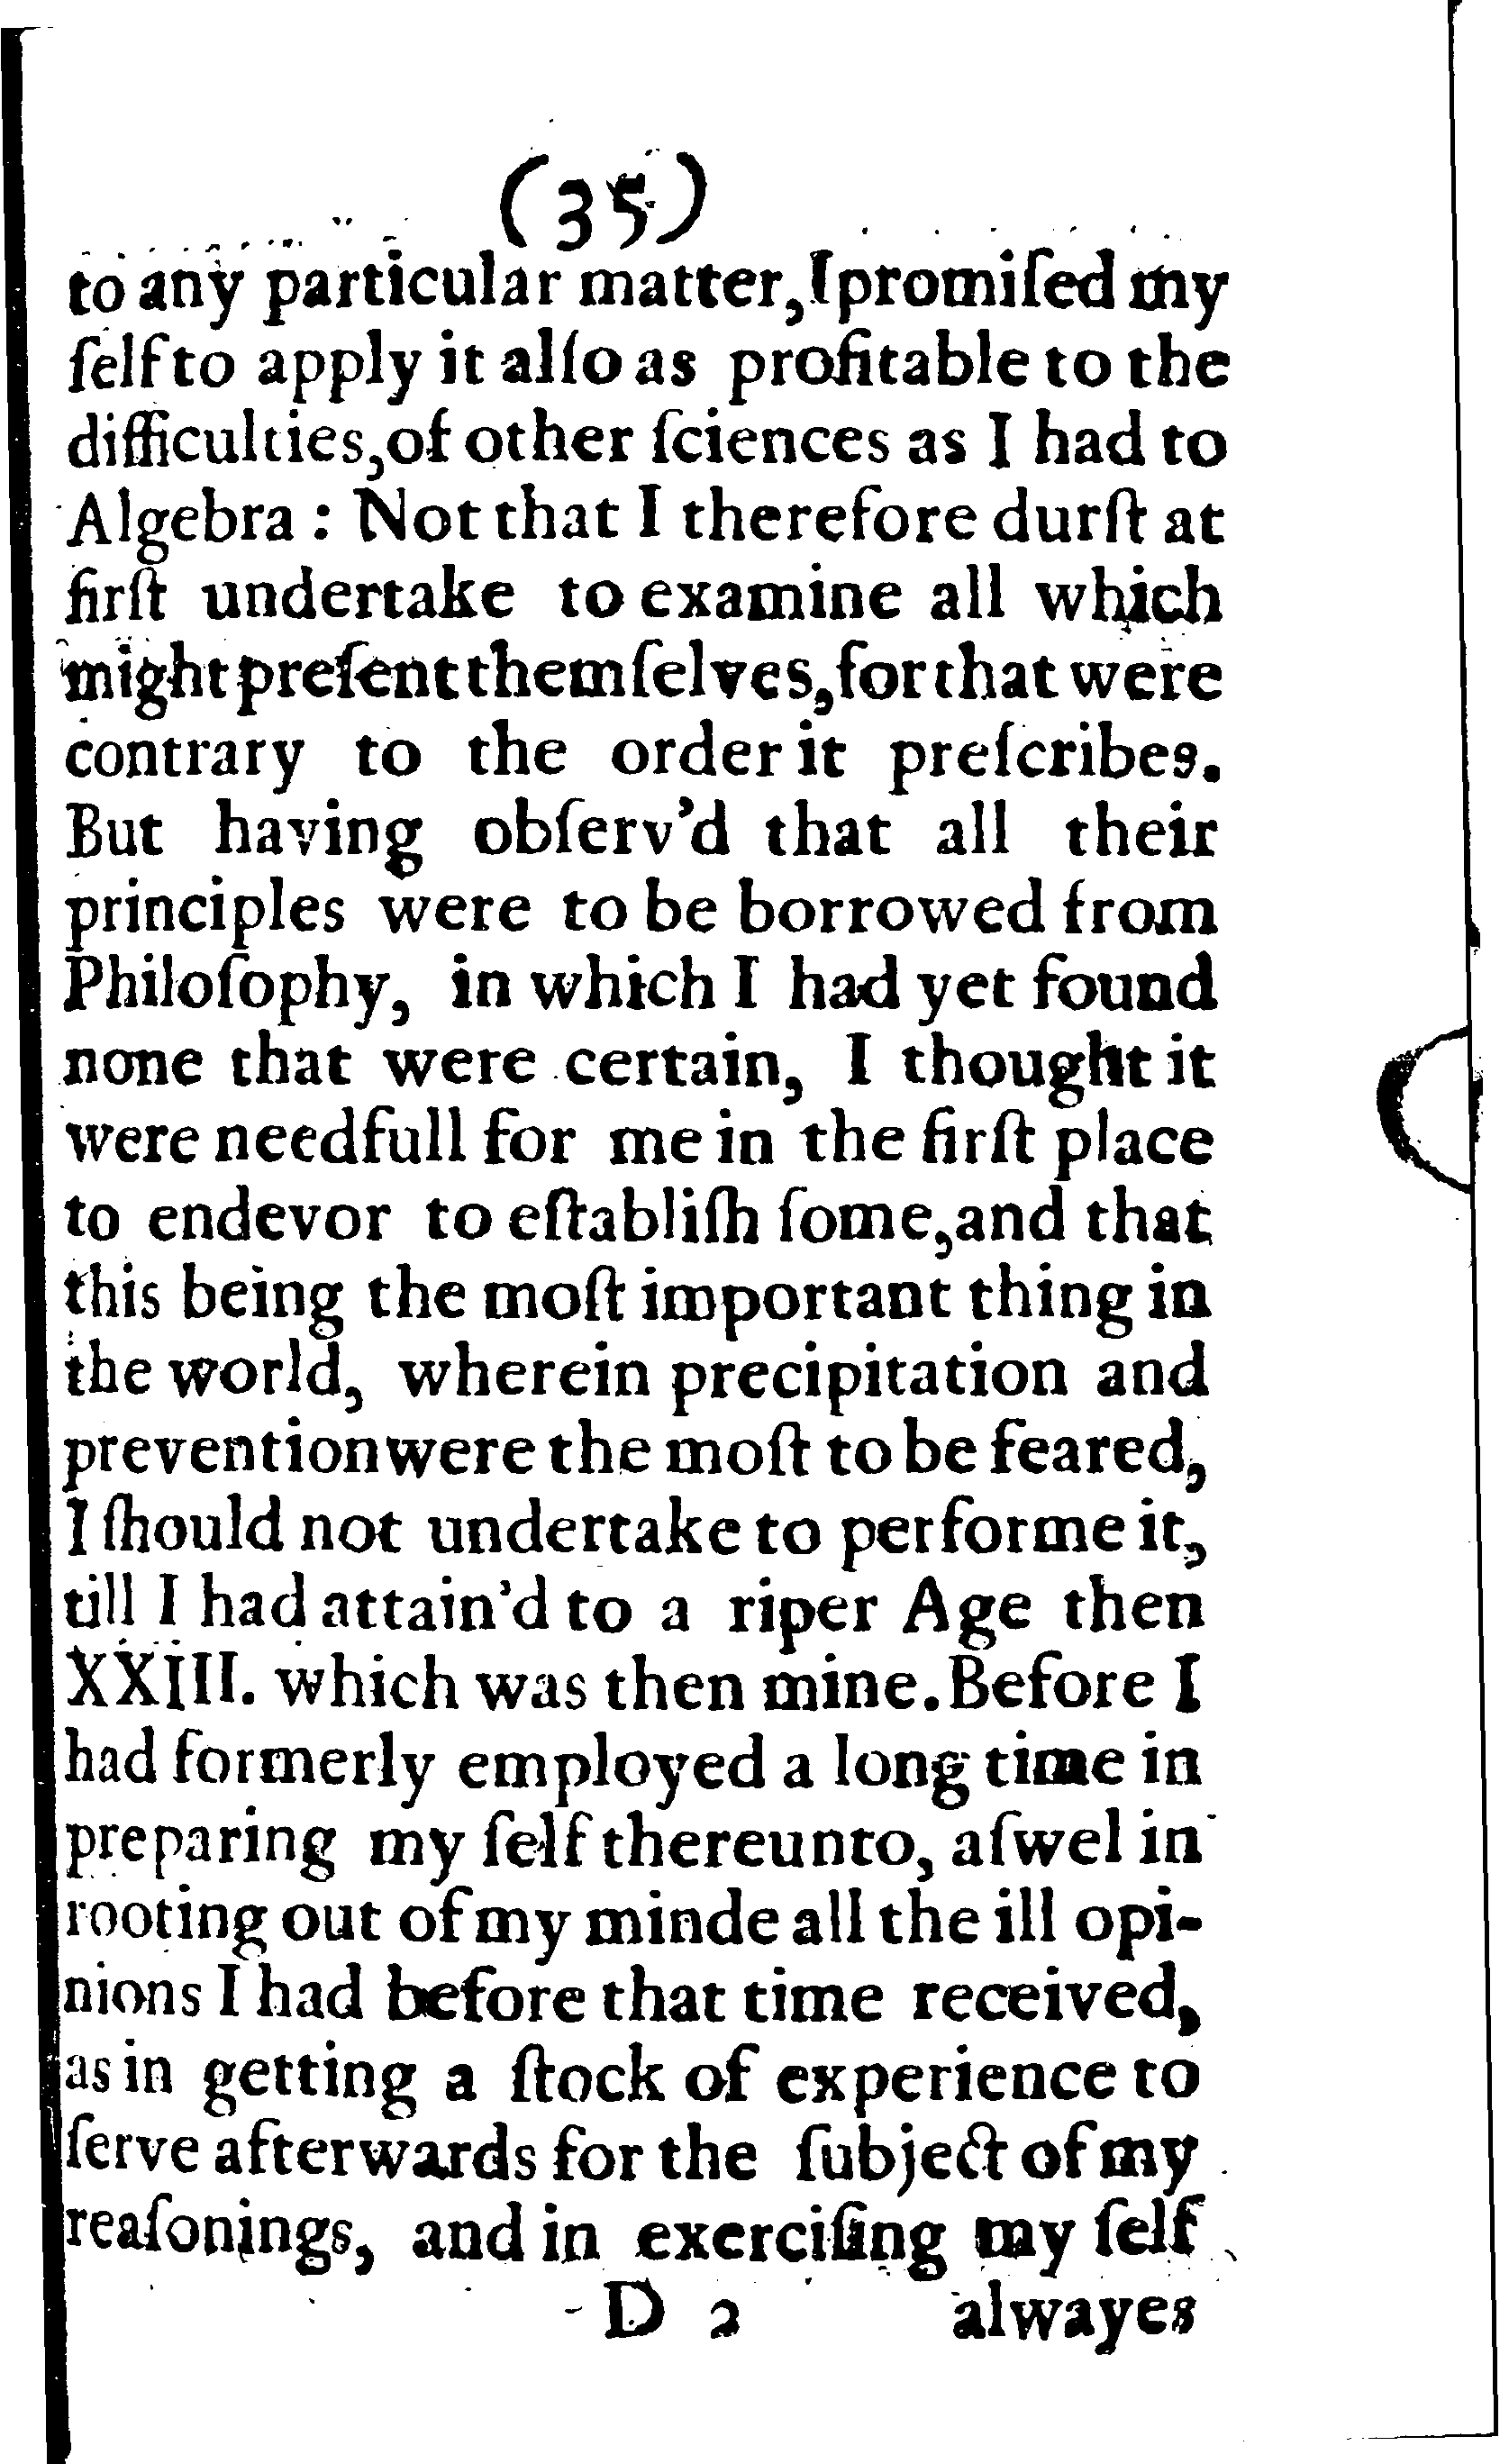 (35)
to any particular matter, I promiſed my
ſelf to apply it alſo as profitable to the
difficulties, of other ſciences as I had to
Algebra : Not that I therefore durſt at
firſt undertake to examine all which
might preſent themſelves, for that were
contrary to the order it preſcribes.
But having obſerv'd that all their
principles were to be borrowed from
Philoſophy, in which I had yet found
none that were certain, I thought it
were needfull for me in the firſt place
to endevor to eſtabliſh ſome, and that
this being the moſt important thing in
the world, wherein precipitation and
prevention were the moſt to be feared,
I ſhould not undertake to performe it,
till I had attain'd to a riper Age then
XXIII. which was then mine. Before I
had formerly employed a long time in
preparing my ſelf thereunto, aſwel in
rooting out of my minde all the ill opi-
nions I had before that time received,
as in getting a ſtock of experience to
ſerve afterwards for the ſubject of my
reaſonings, and in exerciſing my ſelf
D 2 alwayes